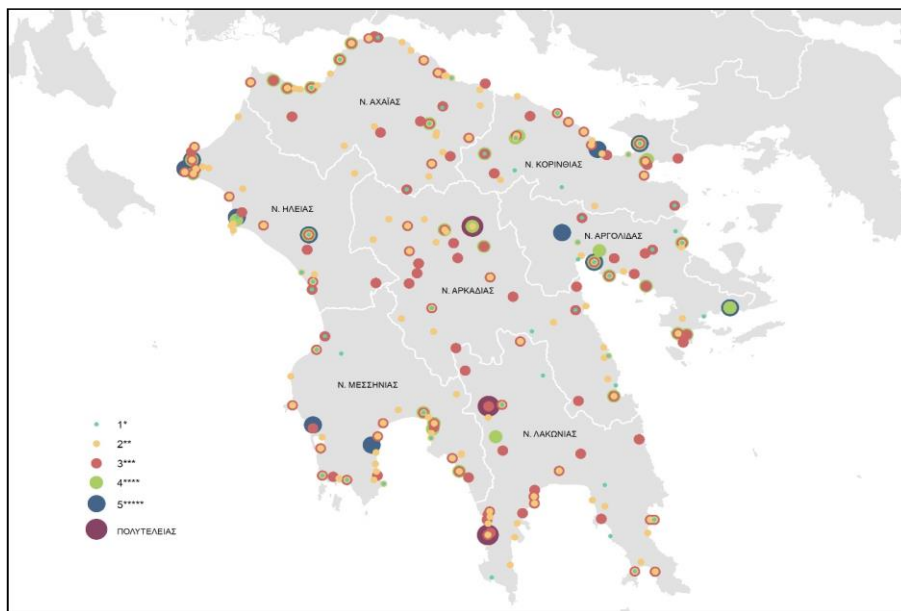 Ν. ΑΧΑΪΑΣ
Ν. ΚΟΡΙΝΘΙΑΣ
Ν. ΗΛΕΙΑΣ
Ν. ΑΡΓΟΛΙΔΑΣ
Ν. ΑΡΚΑΔΙΑΣ
Ν. ΜΕΣΣΗΝΙΑΣ
Ν. ΛΑΚΩΝΙΑΣ
1*
2**
3***
4****
5*****
ΠΟΛΥΤΕΛΕΙΑΣ